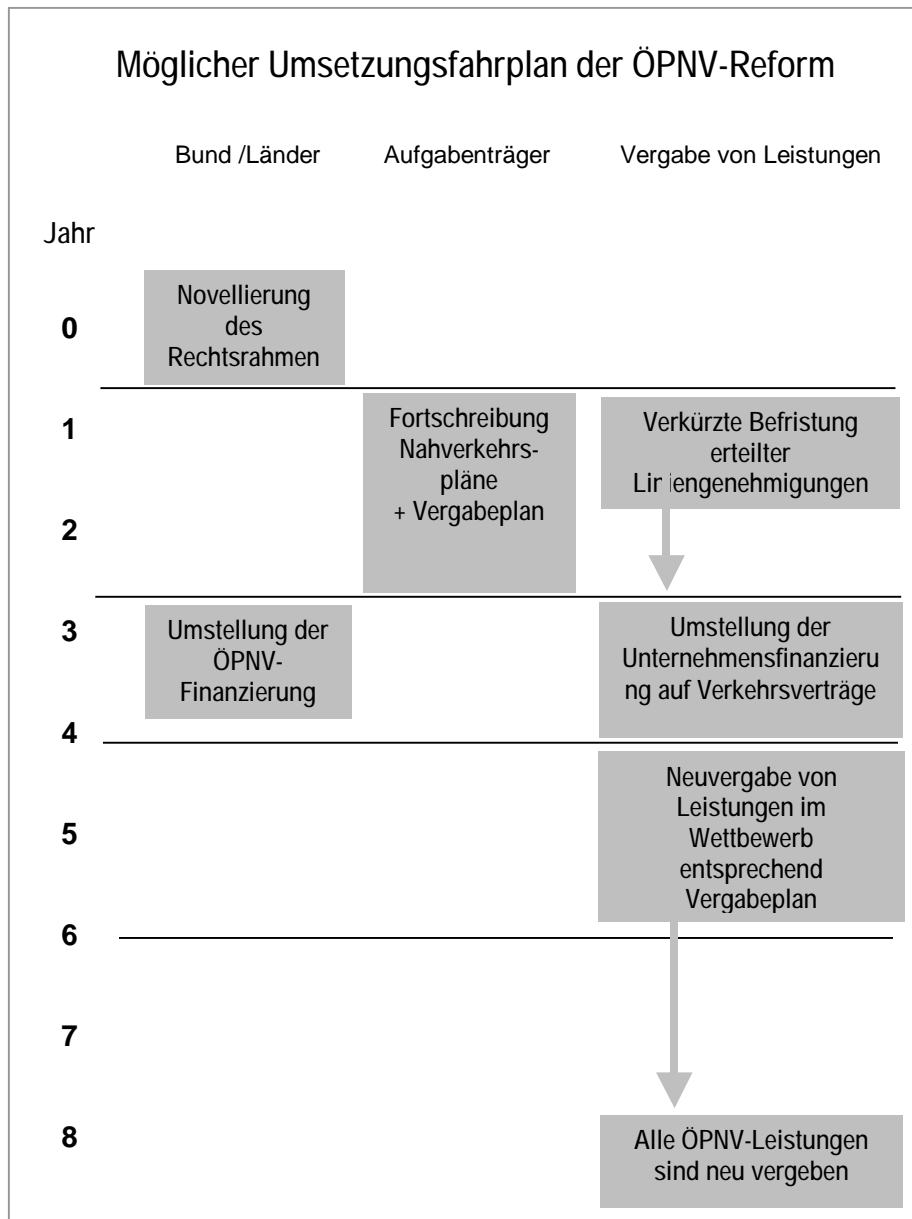 Möglicher Umsetzungsfahrplan der ÖPNV-Reform
Bund /Länder
Aufgabenträger
Vergabe von Leistungen
Jahr
0
Novellierung
des
Rechtsrahmen
1
Fortschreibung
Nahverkehrs-
pläne
+ Vergabeplan
Verkürzte Befristung
erteilter
Liniengenehmigungen
2
3
Umstellung der
ÖPNV-
Finanzierung
Umstellung der
Unternehmensfinanzieru
ng auf Verkehrsverträge
4
Neuvergabe von
Leistungen im
Wettbewerb
entsprechend
Vergabeplan
5
6
7
8
Alle ÖPNV-Leistungen
sind neu vergeben